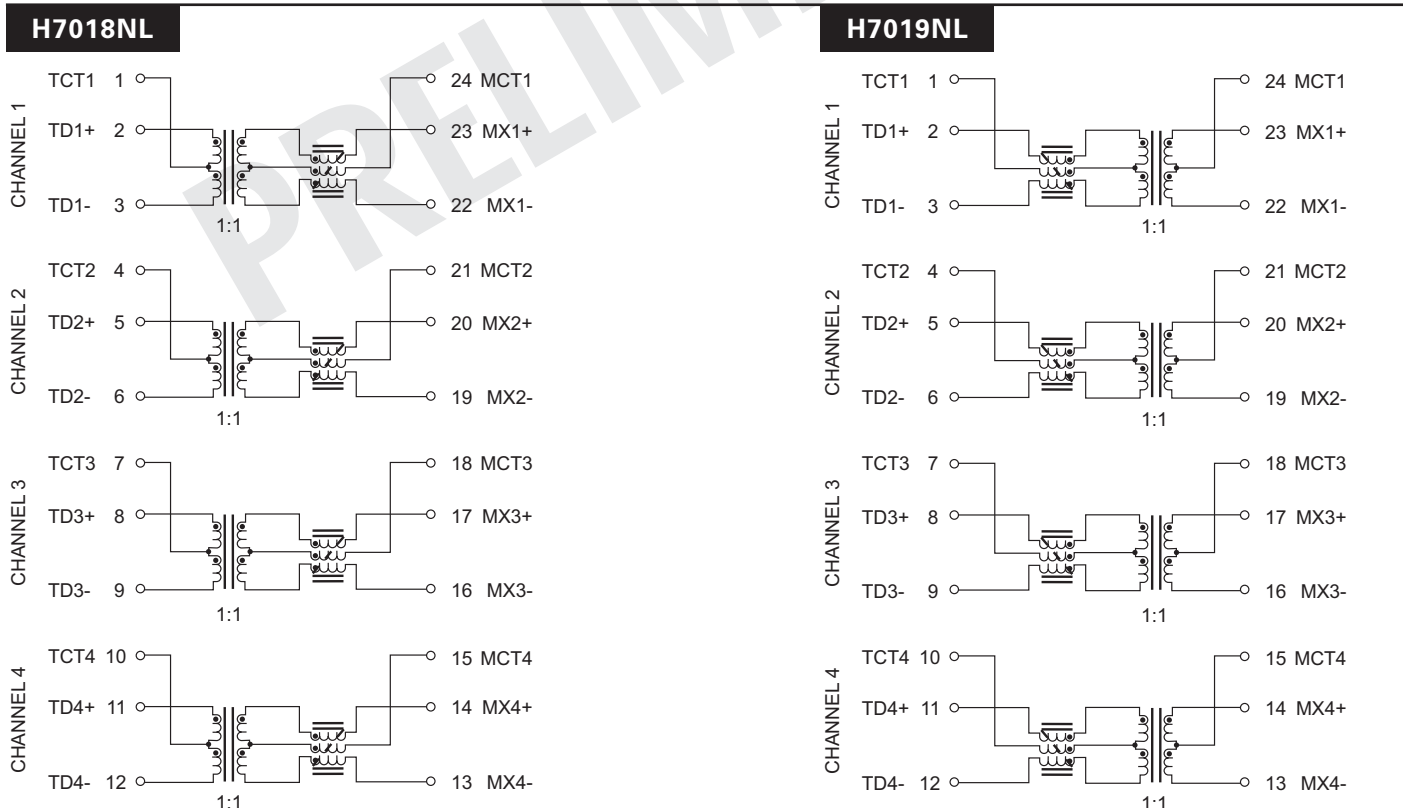 PRELIM
H7018NL
CHANNEL 1
TCT1 1
TD1+ 2
TD1- 3
1:1
24 MCT1
23 MX1+
22 MX1-
CHANNEL 2
TCT2 4
TD2+ 5
TD2- 6
1:1
21 MCT2
20 MX2+
19 MX2-
CHANNEL 3
TCT3 7
TD3+ 8
TD3- 9
1:1
18 MCT3
17 MX3+
16 MX3-
CHANNEL 4
TCT4 10
TD4+ 11
TD4- 12
1:1
15 MCT4
14 MX4+
13 MX4-
H7019NL
CHANNEL 1
TCT1 1
TD1+ 2
TD1- 3
1:1
24 MCT1
23 MX1+
22 MX1-
CHANNEL 2
TCT2 4
TD2+ 5
TD2- 6
1:1
21 MCT2
20 MX2+
19 MX2-
CHANNEL 3
TCT3 7
TD3+ 8
TD3- 9
1:1
18 MCT3
17 MX3+
16 MX3-
CHANNEL 4
TCT4 10
TD4+ 11
TD4- 12
1:1
15 MCT4
14 MX4+
13 MX4-